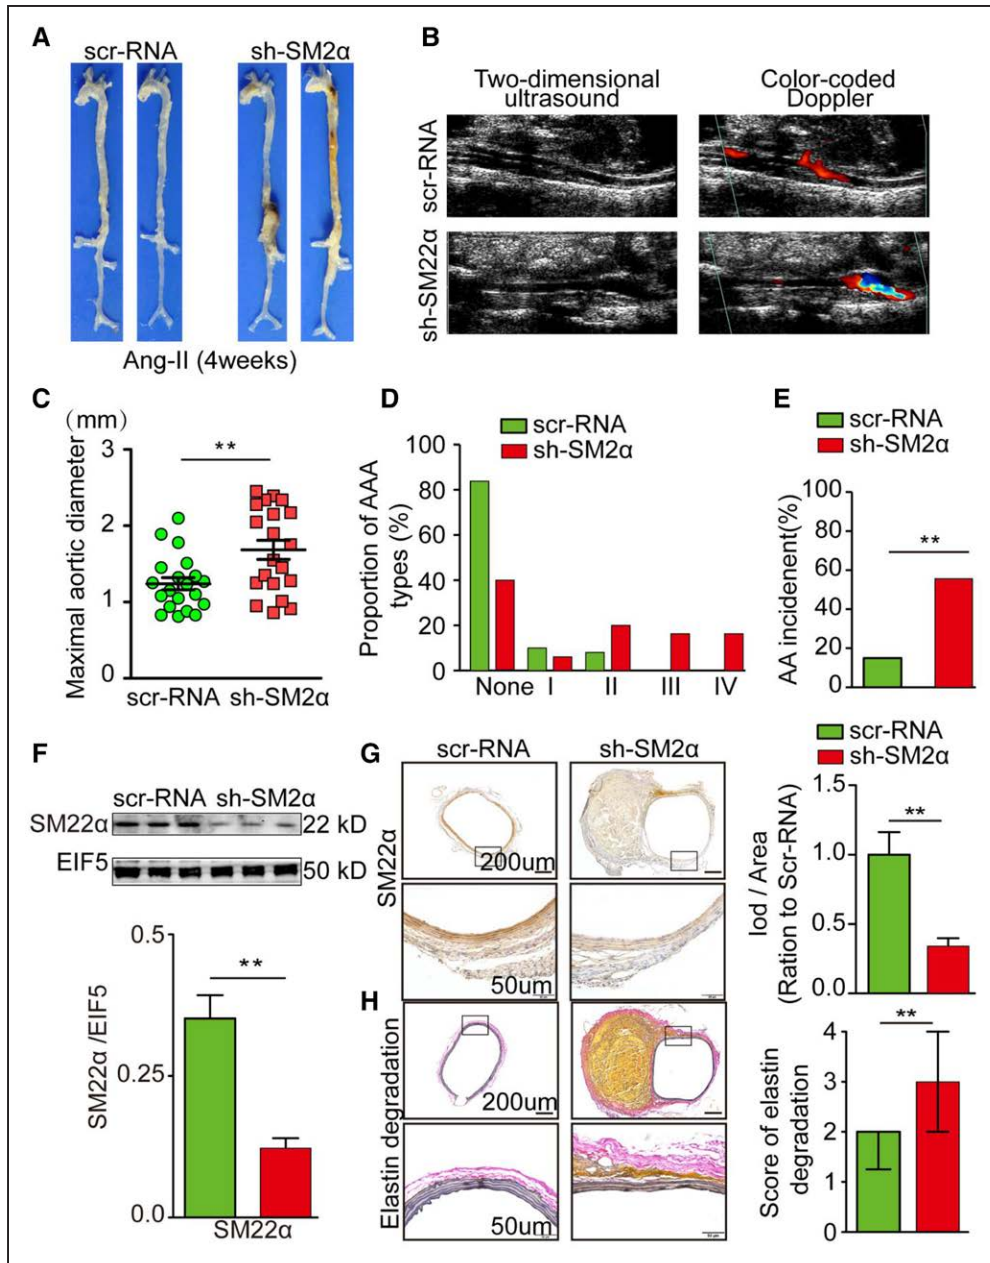 A
scr-RNA
sh-SM2α
Ang-II (4weeks)
B
Two-dimensional
ultrasound
Color-coded
Doppler
scr-RNA
sh-SM22α
C
(mm)
Maximal aortic diameter
3
2
1
0
**
scr-RNA
sh-SM2α
D
scr-RNA
sh-SM2α
Proportion of AAA
types (%)
100
80
60
40
20
0
None
I
II
III
IV
E
scr-RNA
sh-SM2α
AA incidenent(%)
100
80
60
40
20
0
**
F
scr-RNA
sh-SM2α
SM22α
22 kD
EIF5
50 kD
SM22α /EIF5
0.5
0.25
0.0
**
SM22α
G
scr-RNA
sh-SM2α
SM22α
200um
50um
scr-RNA
sh-SM2α
Iod / Area
(Ration to Scr-RNA)
1.5
1.0
0.5
0.0
**
H
Elastin degradation
200um
50um
Score of elastin
degradation
4
3
2
1
0
**